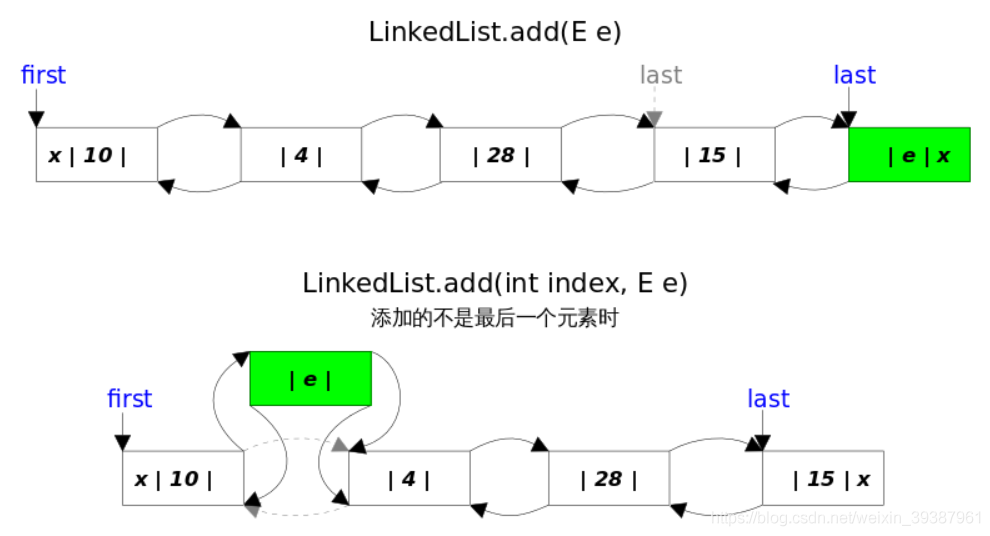 LinkedList.add(E e)
first last last
x | 10 | | 4 | | 28 | | 15 | | e | x
LinkedList.add(int index, E e)
添加的不是最后一个元素时
| e |
first last
x | 10 | | 4 | | 28 | | 15 | x
https://blog.csdn.net/weixin_39387961